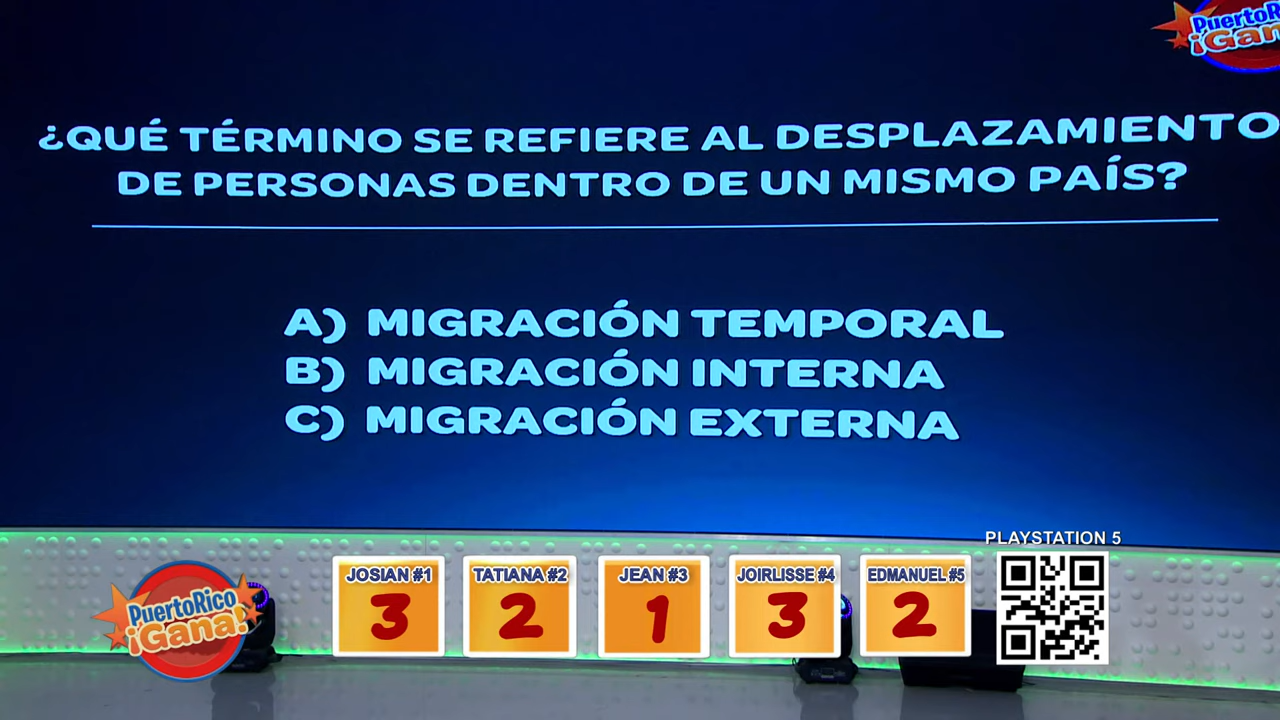 PuertoR
¡Gan
¿QUÉ TÉRMINO SE REFIERE AL DESPLAZAMIENTO
DE PERSONAS DENTRO DE UN MISMO PAÍS?
A) MIGRACIÓN TEMPORAL
B) MIGRACIÓN INTERNA
C) MIGRACIÓN EXTERNA
PLAYSTATION 5
JOSIAN #1
3
TATIANA #2
2
JEAN #3
1
JOIRLISSE #4
3
EDMANUEL #5
2
PuertoRico
¡Gana!